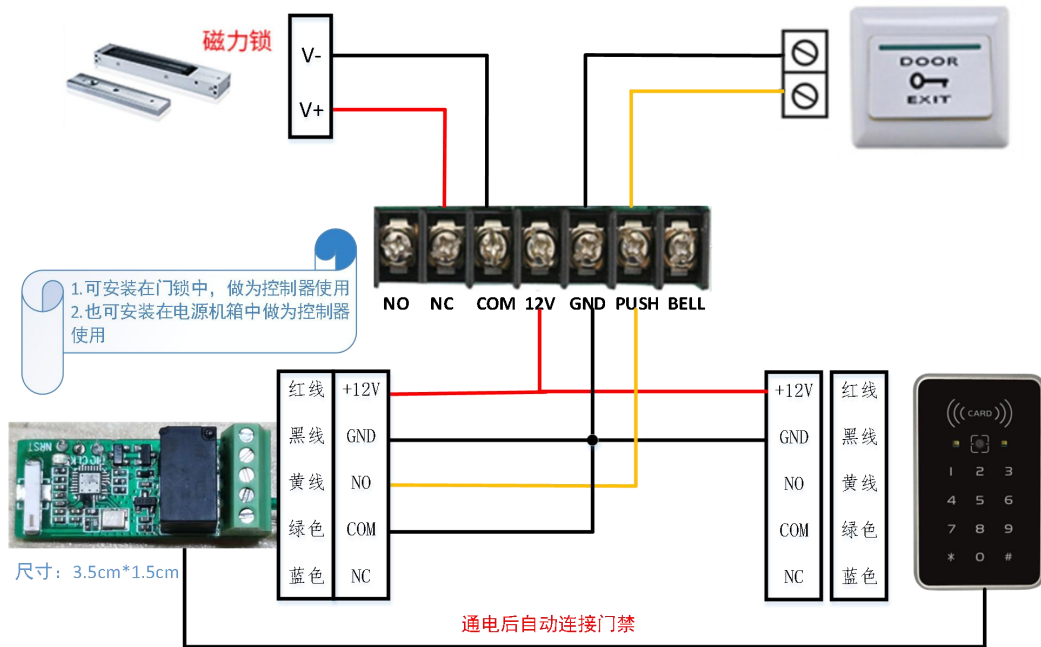 磁力锁
V-
V+
DOOR
EXIT
NO NC COM 12V GND PUSH BELL
1.可安装在门锁中，做为控制器使用
2.也可安装在电源机箱中做为控制器
使用
红线 +12V
黑线 GND
黄线 NO
绿色 COM
蓝色 NC
+12V 红线
GND 黑线
NO 黄线
COM 绿色
NC 蓝色
NRST
CLK
尺寸：3.5cm*1.5cm
CARD
1 2 3
4 5 6
7 8 9
* 0 #
通电后自动连接门禁